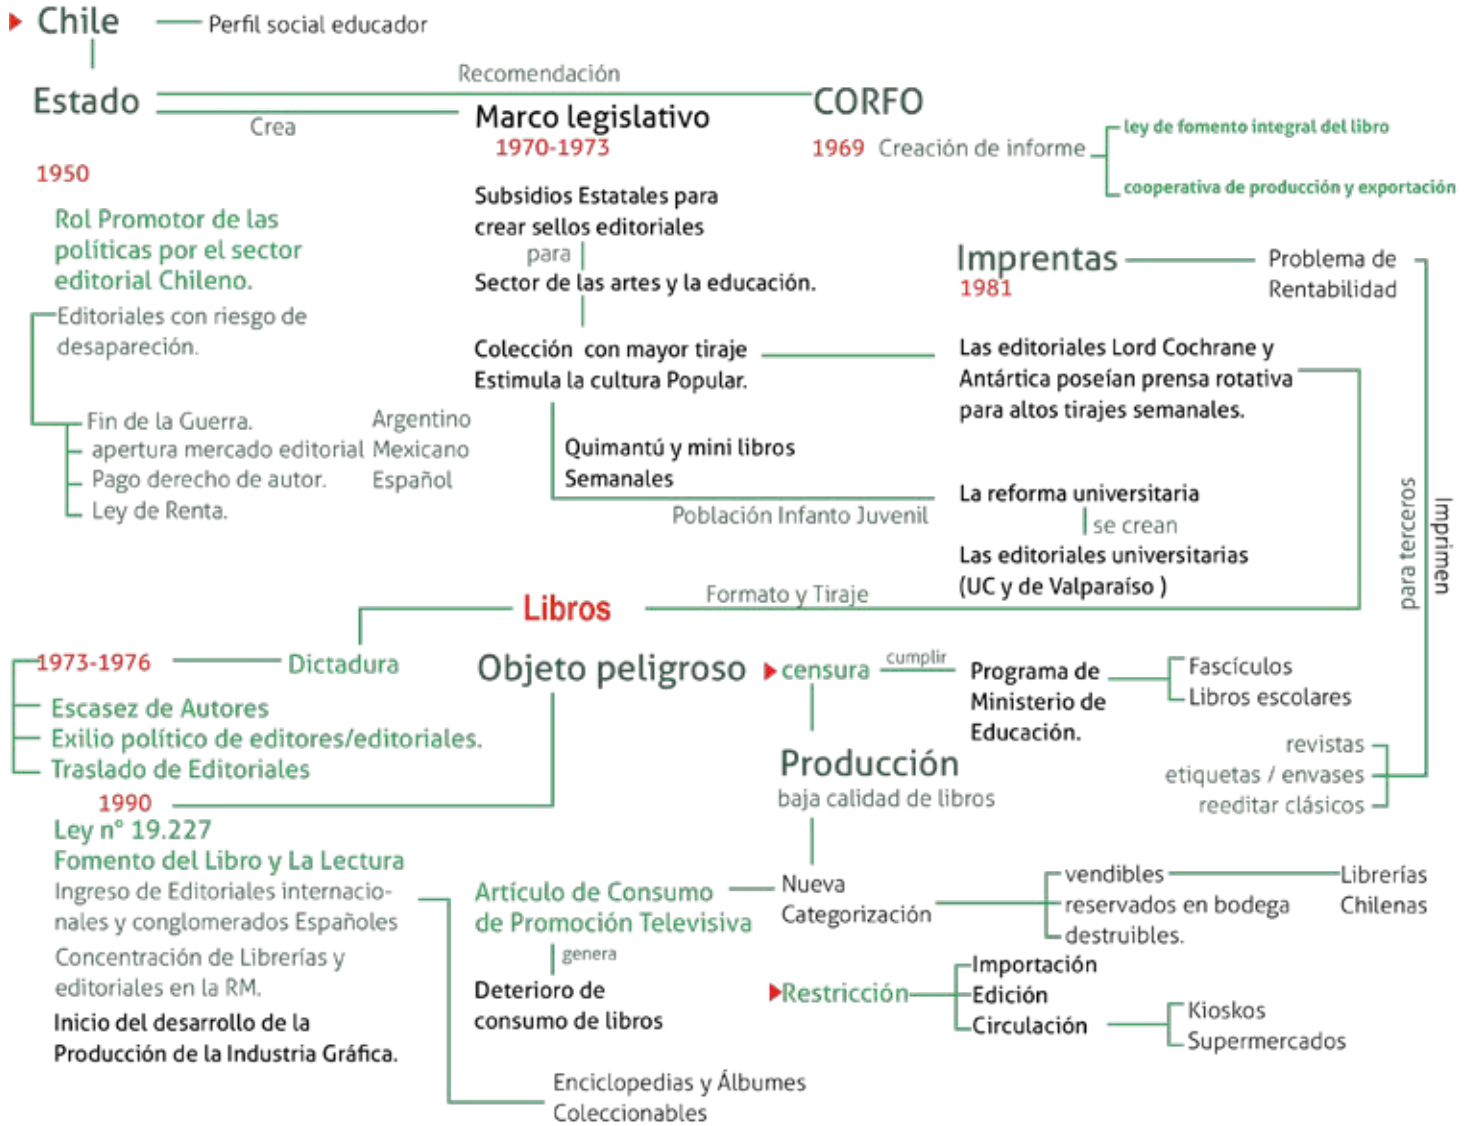 Chile
Perfil social educador
Estado
Recomendación
CORFO
Crea
Marco legislativo
1970-1973
1969 Creación de informe
ley de fomento integral del libro
cooperativa de producción y exportación
1950
Rol Promotor de las
políticas por el sector
editorial Chileno.
Editoriales con riesgo de
desapareción.
Fin de la Guerra.
apertura mercado editorial
Pago derecho de autor.
Ley de Renta.
Argentino
Mexicano
Español
Subsidios Estatales para
crear sellos editoriales
para
Sector de las artes y la educación.
Colección con mayor tiraje
Estimula la cultura Popular.
Quimantú y mini libros
Semanales
Población Infanto Juvenil
Imprentas
1981
Problema de
Rentabilidad
Las editoriales Lord Cochrane y
Antártica poseían prensa rotativa
para altos tirajes semanales.
La reforma universitaria
se crean
Las editoriales universitarias
(UC y de Valparaíso )
para terceros
Imprimen
Libros
Formato y Tiraje
1973-1976
Dictadura
Escasez de Autores
Exilio político de editores/editoriales.
Traslado de Editoriales
Objeto peligroso
censura
cumplir
Programa de
Ministerio de
Educación.
Fascículos
Libros escolares
revistas
etiquetas / envases
reeditar clásicos
Producción
baja calidad de libros
1990
Ley n° 19.227
Fomento del Libro y La Lectura
Ingreso de Editoriales internacio-
nales y conglomerados Españoles
Concentración de Librerías y
editoriales en la RM.
Inicio del desarrollo de la
Producción de la Industria Gráfica.
Artículo de Consumo
de Promoción Televisiva
genera
Deterioro de
consumo de libros
Nueva
Categorización
vendibles
reservados en bodega
destruibles.
Librerías
Chilenas
Restricción
Importación
Edición
Circulación
Kioskos
Supermercados
Enciclopedias y Álbumes
Coleccionables